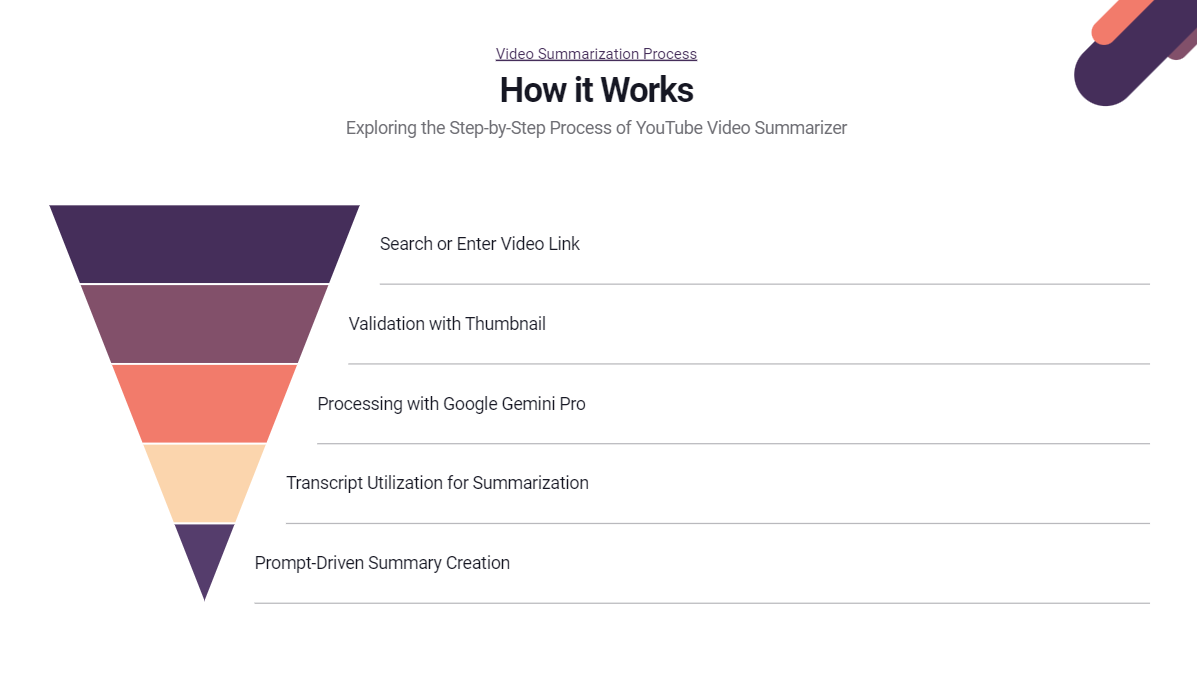 Video Summarization Process
How it Works
Exploring the Step-by-Step Process of YouTube Video Summarizer
Search or Enter Video Link
Validation with Thumbnail
Processing with Google Gemini Pro
Transcript Utilization for Summarization
Prompt-Driven Summary Creation